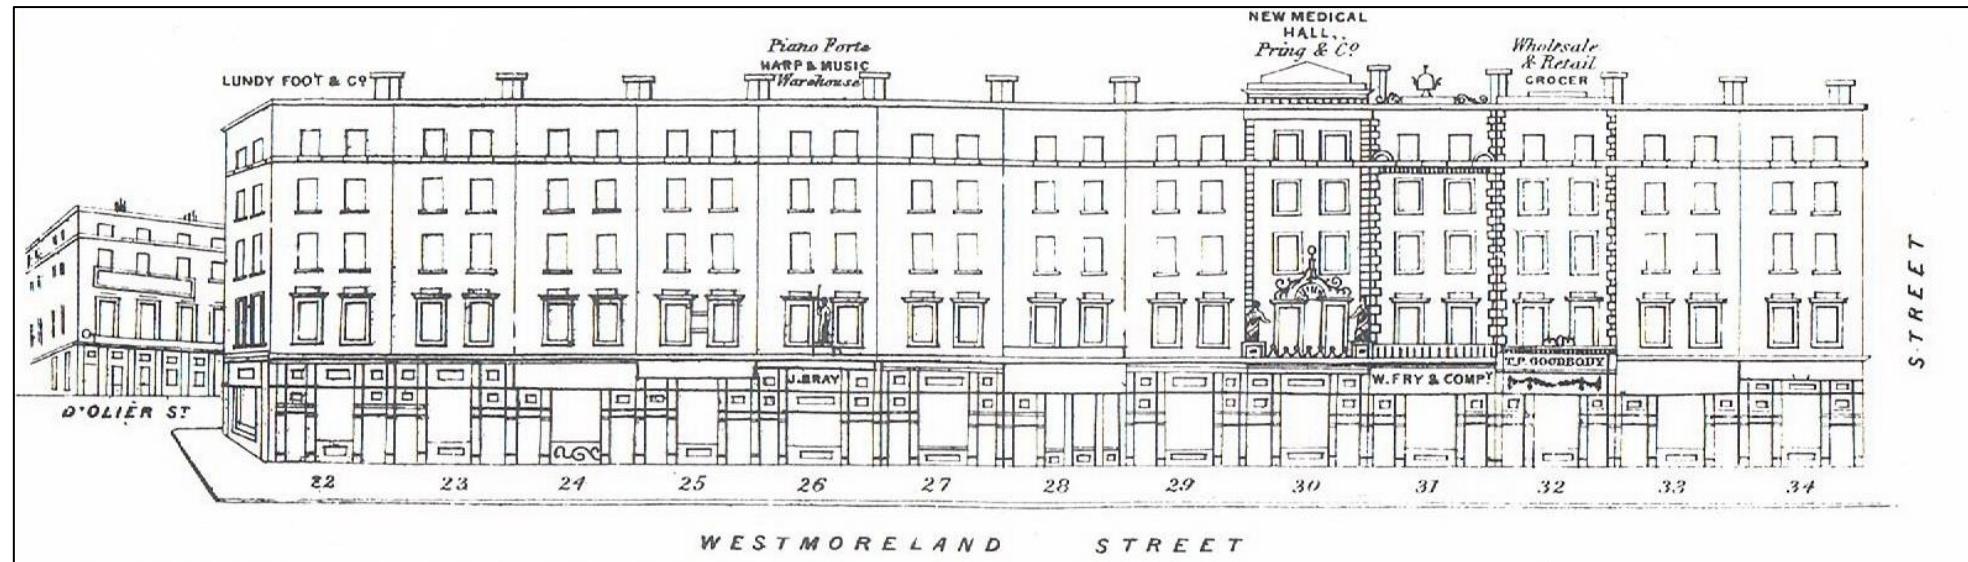 LUNDY FOOT & Cº
Piano Forte
HARP & MUSIC
Warehouse
NEW MEDICAL
HALL,.
Pring & Cº
Wholesale
& Retail
GROCER
J. BRAY
W. FRY & COMPY
T.P. GOODBODY
D'OLIER ST
22 23 24 25 26 27 28 29 30 31 32 33 34
WESTMORELAND STREET
STREET